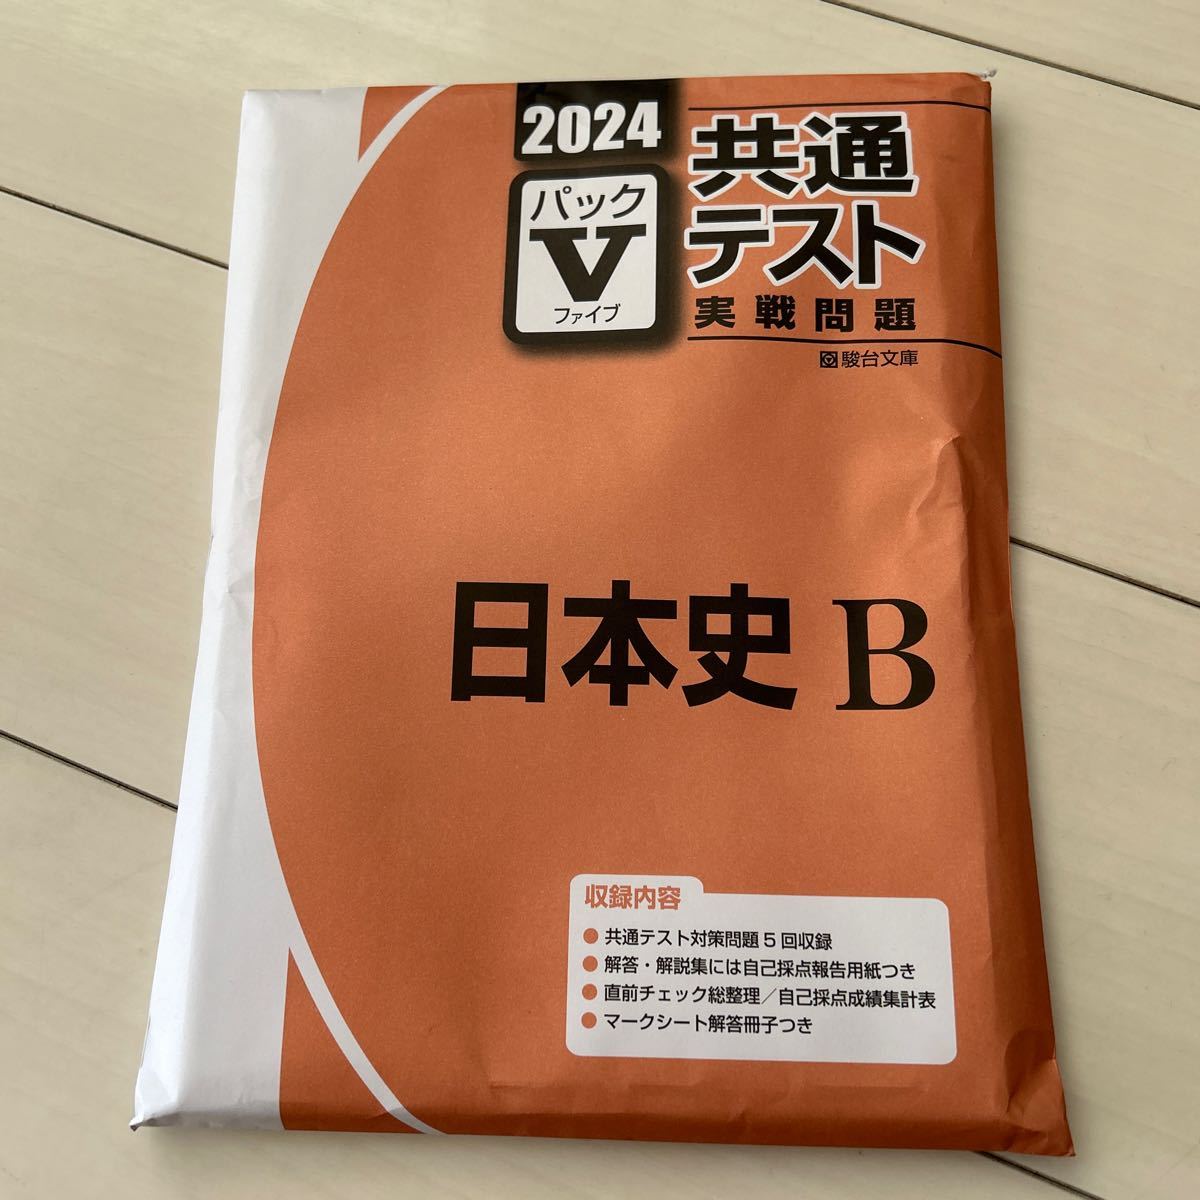 2024
パック
V
ファイブ
共通
テスト
実戦問題
駿台文庫
日本史 B
収録内容
● 共通テスト対策問題5回収録
● 解答・解説集には自己採点報告用紙つき
● 直前チェック総整理／自己採点成績集計表
● マークシート解答冊子つき